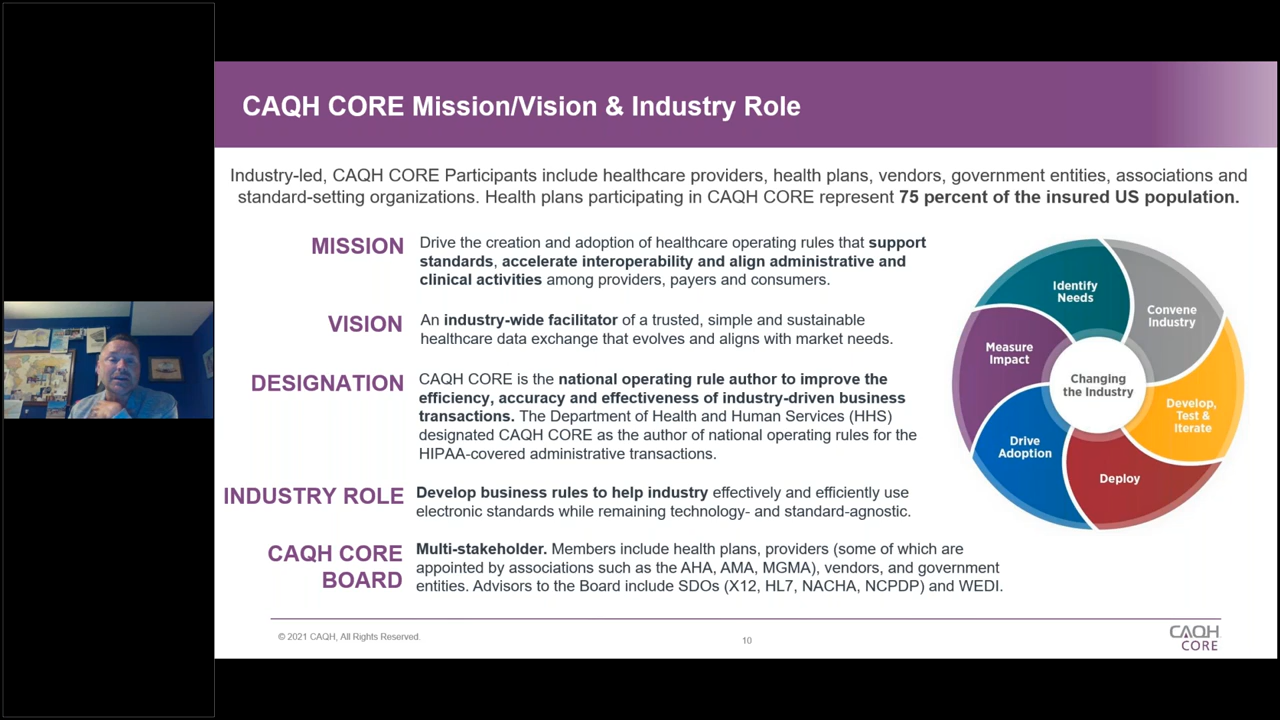 CAQH CORE Mission/Vision & Industry Role
Industry-led, CAQH CORE Participants include healthcare providers, health plans, vendors, government entities, associations and
standard-setting organizations. Health plans participating in CAQH CORE represent 75 percent of the insured US population.
MISSION
Drive the creation and adoption of healthcare operating rules that support
standards, accelerate interoperability and align administrative and
clinical activities among providers, payers and consumers.
VISION
An industry-wide facilitator of a trusted, simple and sustainable
healthcare data exchange that evolves and aligns with market needs.
DESIGNATION
CAQH CORE is the national operating rule author to improve the
efficiency, accuracy and effectiveness of industry-driven business
transactions. The Department of Health and Human Services (HHS)
designated CAQH CORE as the author of national operating rules for the
HIPAA-covered administrative transactions.
INDUSTRY ROLE
Develop business rules to help industry effectively and efficiently use
electronic standards while remaining technology- and standard-agnostic.
CAQH CORE
BOARD
Multi-stakeholder. Members include health plans, providers (some of which are
appointed by associations such as the AHA, AMA, MGMA), vendors, and government
entities. Advisors to the Board include SDOs (X12, HL7, NACHA, NCPDP) and WEDI.
Identify
Needs
Convene
Industry
Develop,
Test &
Iterate
Deploy
Drive
Adoption
Measure
Impact
Changing
the Industry
© 2021 CAQH, All Rights Reserved.
10
CAQH
CORE